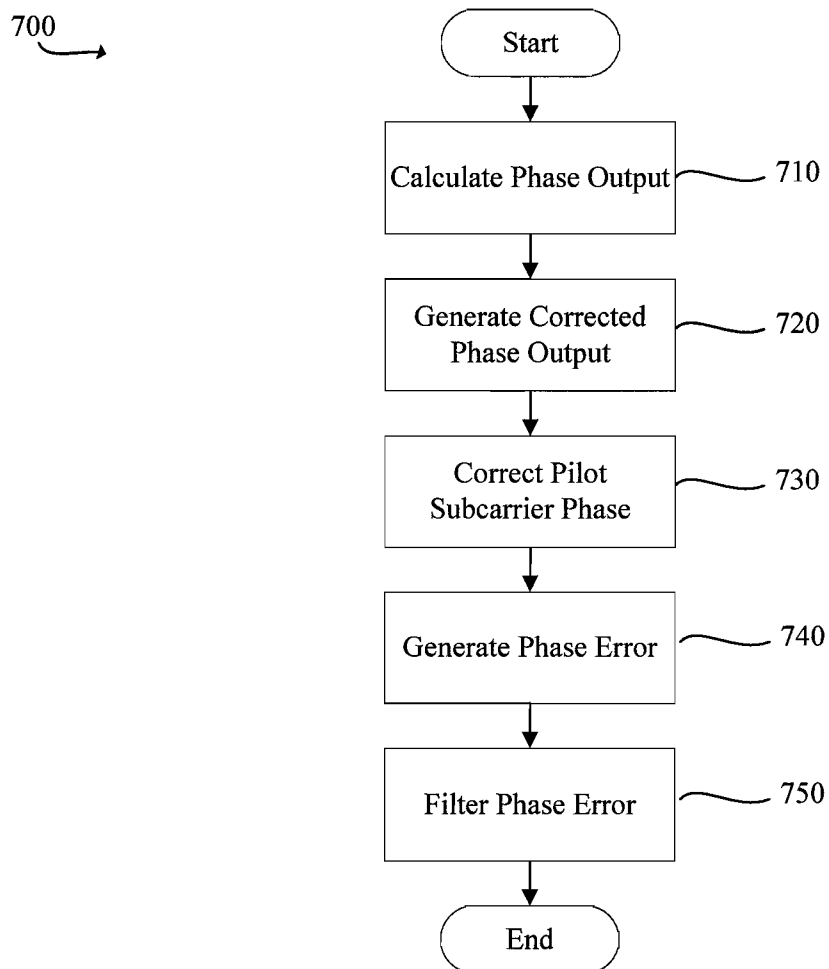 700
Start
Calculate Phase Output
710
Generate Corrected
Phase Output
720
Correct Pilot
Subcarrier Phase
730
Generate Phase Error
740
Filter Phase Error
750
End